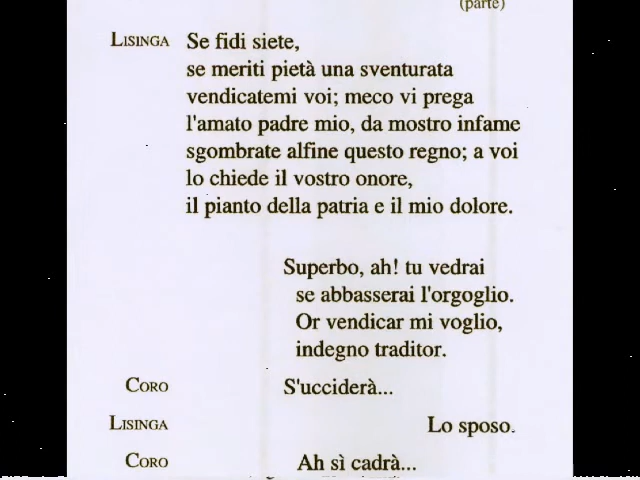 (parte)
LISINGA Se fidi siete,
se meriti pietà una sventurata
vendicatemi voi; meco vi prega
l'amato padre mio, da mostro infame
sgombrate alfine questo regno; a voi
lo chiede il vostro onore,
il pianto della patria e il mio dolore.
Superbo, ah! tu vedrai
se abbasserai l'orgoglio.
Or vendicar mi voglio,
indegno traditor.
CORO S'ucciderà...
LISINGA Lo sposo.
CORO Ah sì cadrà...